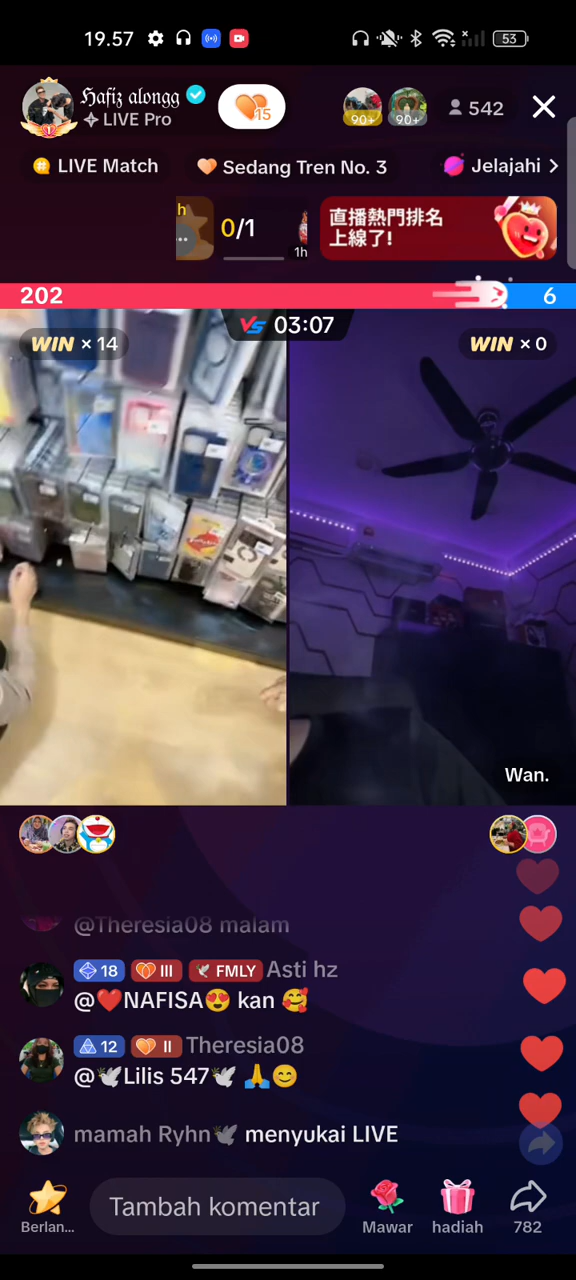 19.57
53
Hafiz alongg
LIVE Pro
15
90+
90+
542
LIVE Match
Sedang Tren No. 3
Jelajahi >
h
0/1
1h
直播熱門排名
上線了!
202
6
VS 03:07
WIN × 14
WIN × 0
Wan.
@Theresia08 malam
18 III FMLY Asti hz
@❤️NAFISA😍 kan 🥰
12 II Theresia08
@🕊️Lilis 547🕊️ 🙏😊
mamah Ryhn🕊️ menyukai LIVE
Berlan...
Tambah komentar
Mawar
hadiah
782